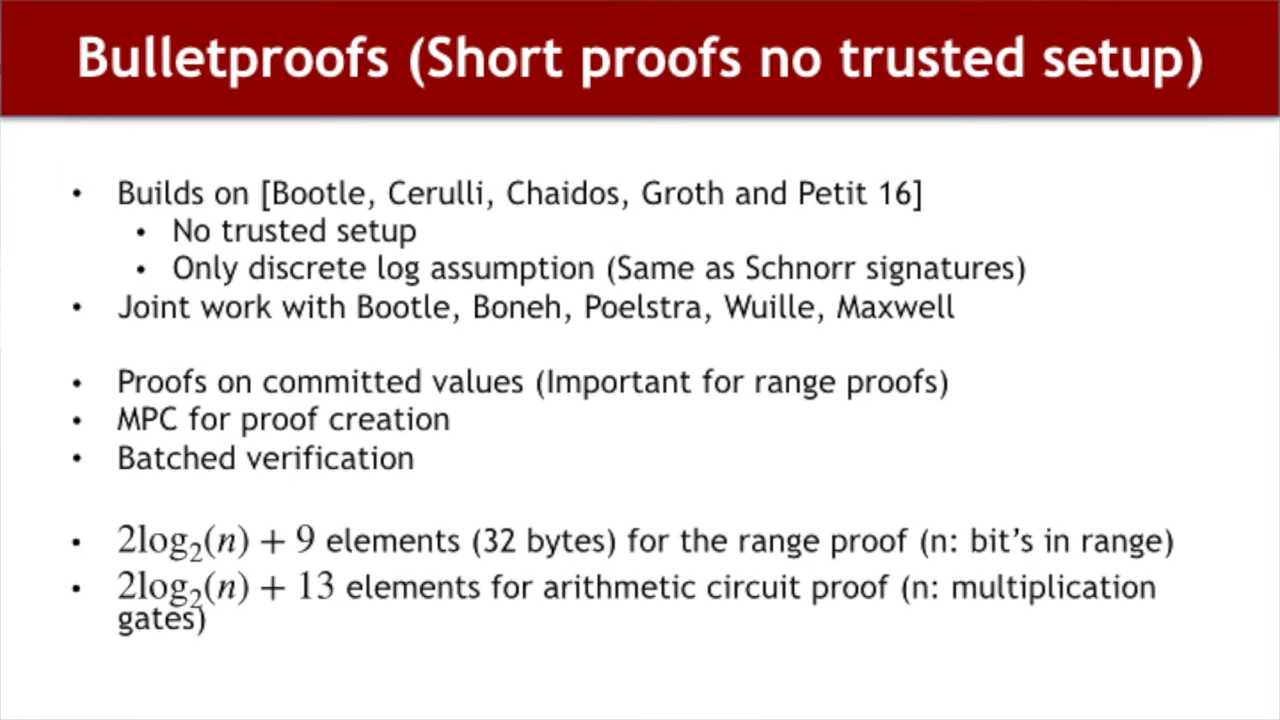 Bulletproofs (Short proofs no trusted setup)
• Builds on [Bootle, Cerulli, Chaidos, Groth and Petit 16]
• No trusted setup
• Only discrete log assumption (Same as Schnorr signatures)
• Joint work with Bootle, Boneh, Poelstra, Wuille, Maxwell
• Proofs on committed values (Important for range proofs)
• MPC for proof creation
• Batched verification
• 2log₂(n) + 9 elements (32 bytes) for the range proof (n: bit’s in range)
• 2log₂(n) + 13 elements for arithmetic circuit proof (n: multiplication
gates)